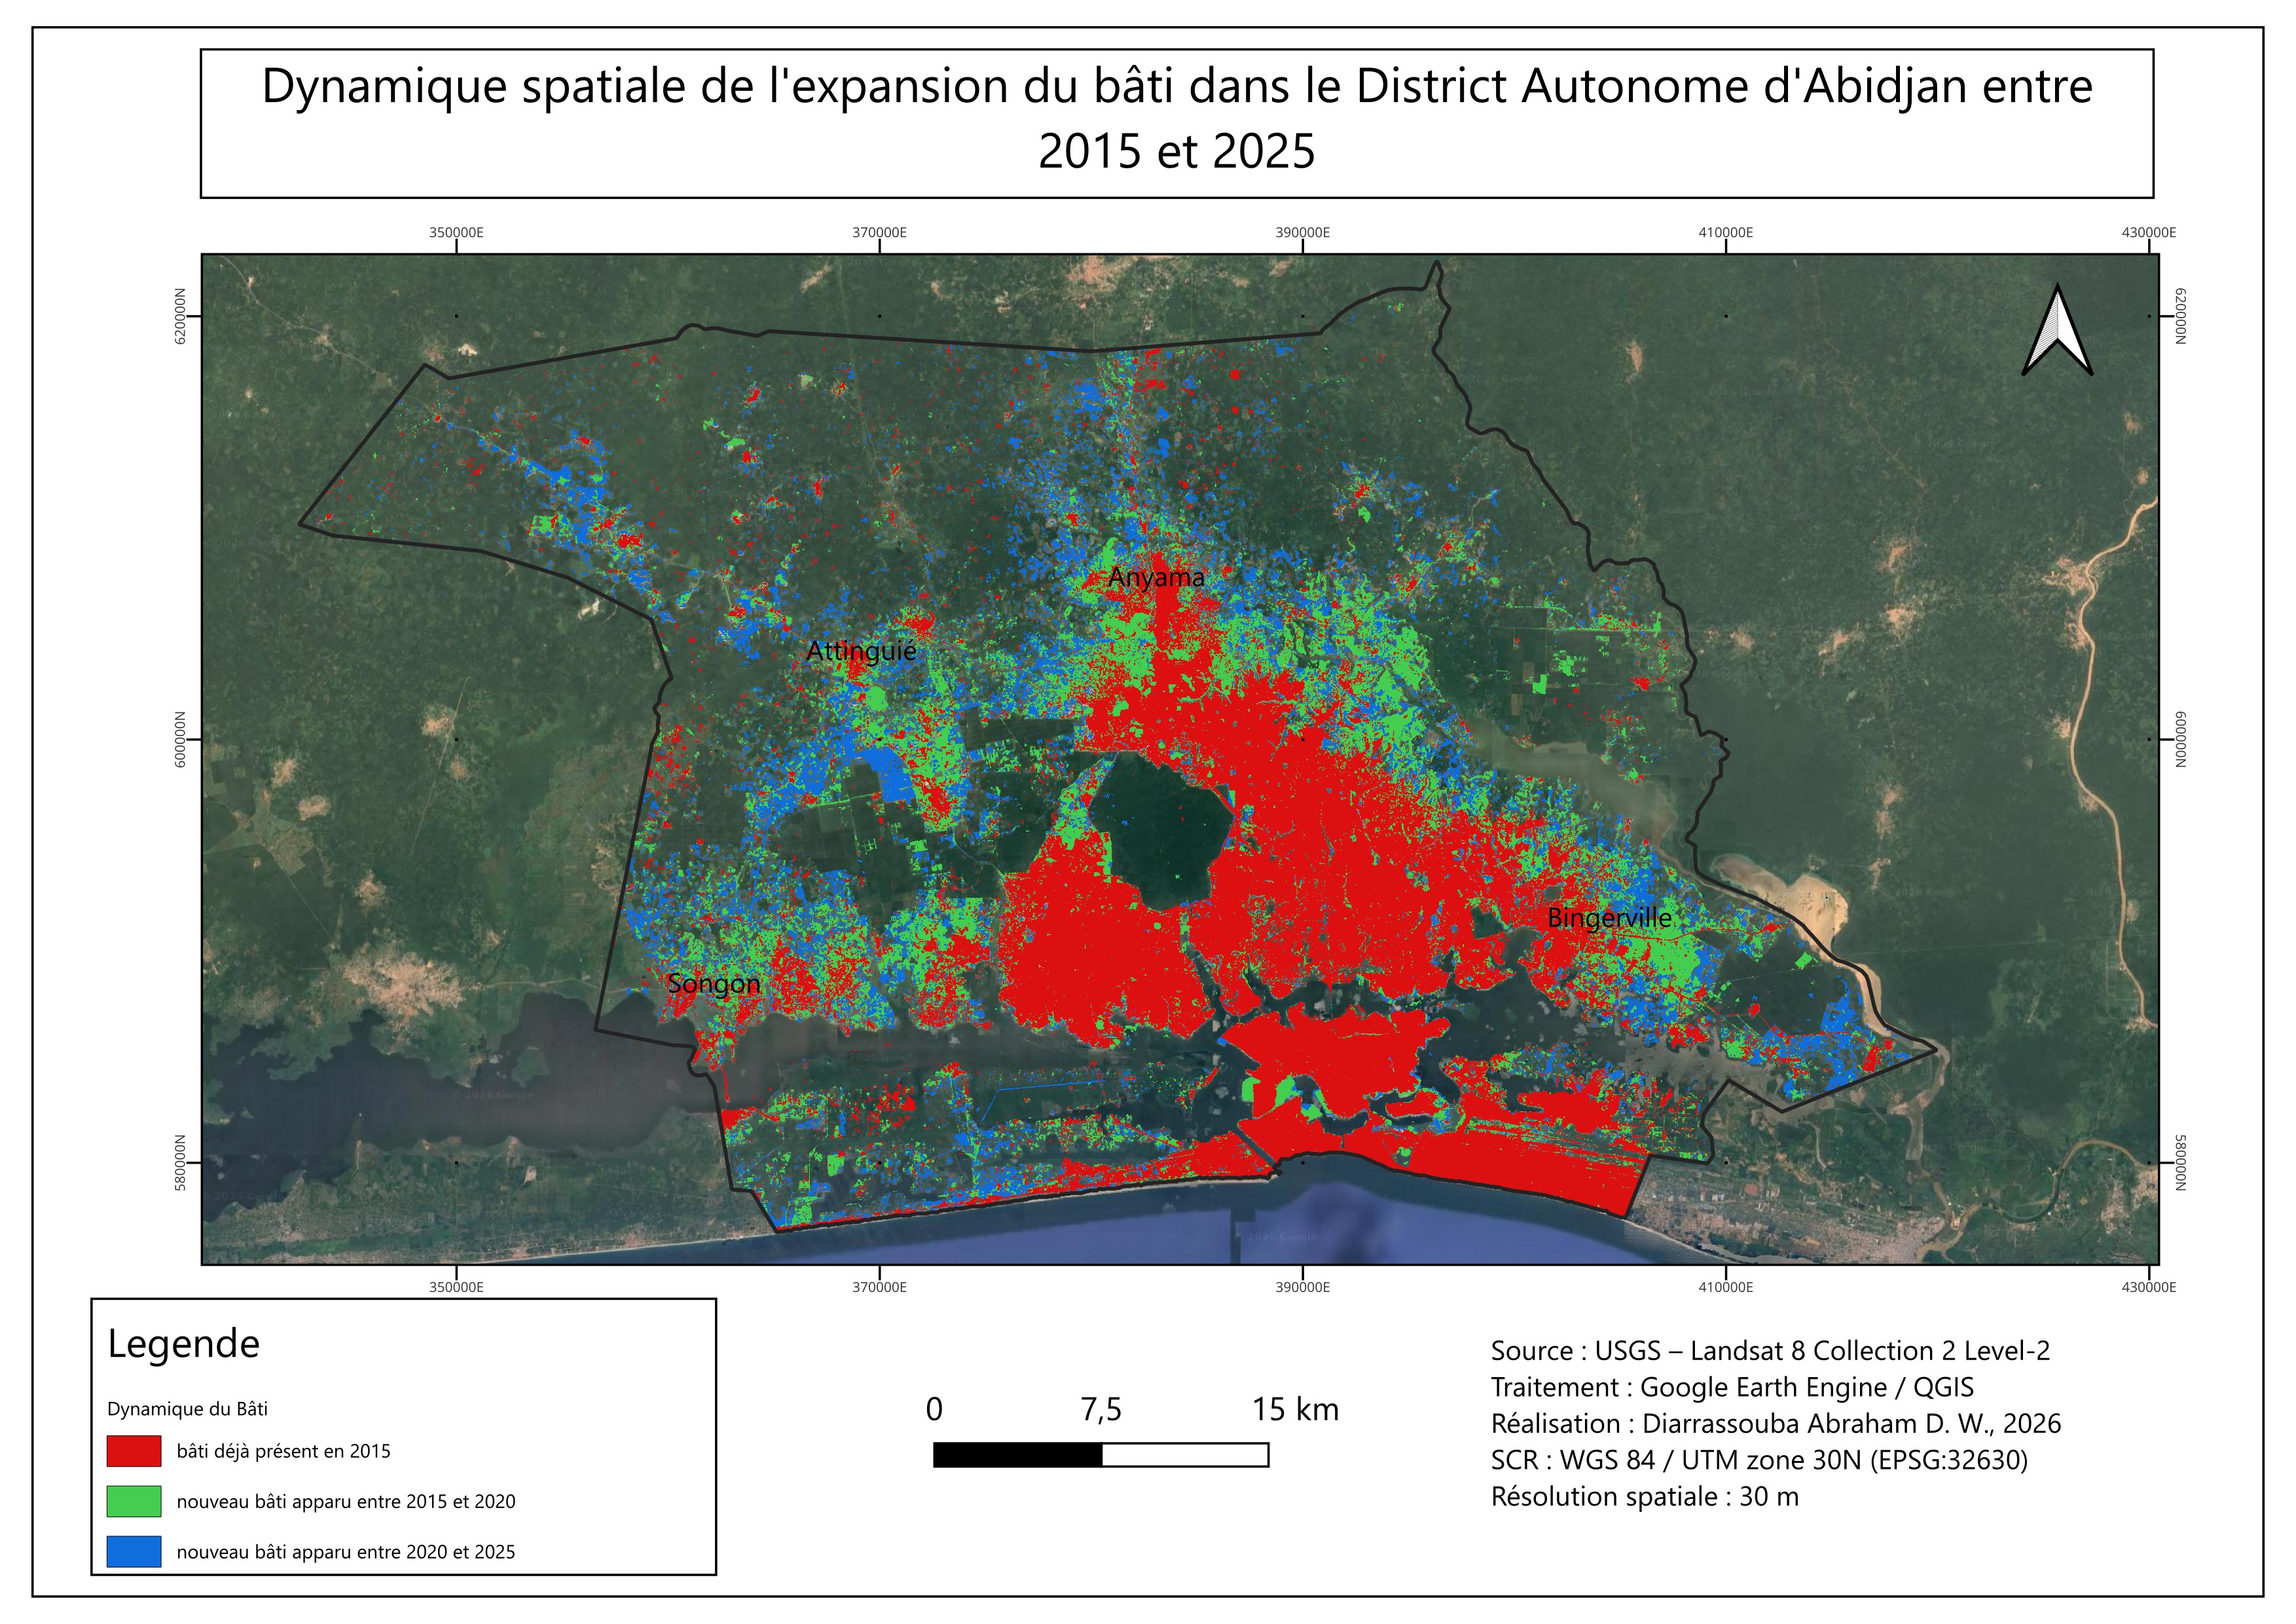 Dynamique spatiale de l'expansion du bâti dans le District Autonome d'Abidjan entre
2015 et 2025
350000E 370000E 390000E 410000E 430000E
620000N 620000N
Anyama
Attinguié
600000N 600000N
Bingerville
Songon
© 2026 Google
580000N 580000N
350000E 370000E 390000E 410000E 430000E
Legende
Dynamique du Bâti
bâti déjà présent en 2015
nouveau bâti apparu entre 2015 et 2020
nouveau bâti apparu entre 2020 et 2025
0 7,5 15 km
Source : USGS – Landsat 8 Collection 2 Level-2
Traitement : Google Earth Engine / QGIS
Réalisation : Diarrassouba Abraham D. W., 2026
SCR : WGS 84 / UTM zone 30N (EPSG:32630)
Résolution spatiale : 30 m